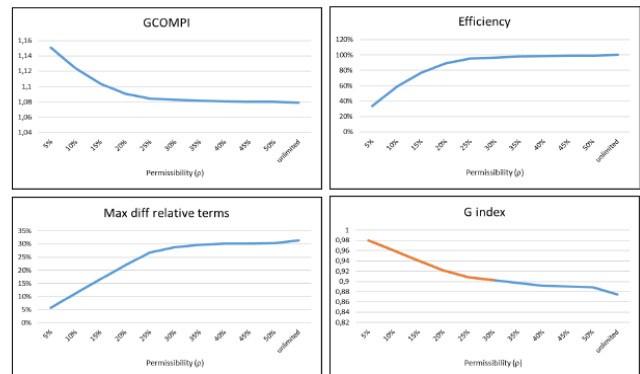 GCOMPI
1,16
1,14
1,12
1,1
1,08
1,06
1,04
5% 10% 15% 20% 25% 30% 35% 40% 45% 50% unlimited
Permissibility (ρ)
Efficiency
120%
100%
80%
60%
40%
20%
0%
5% 10% 15% 20% 25% 30% 35% 40% 45% 50% unlimited
Permissibility (ρ)
Max diff relative terms
35%
30%
25%
20%
15%
10%
5%
0%
5% 10% 15% 20% 25% 30% 35% 40% 45% 50% unlimited
Permissibility (ρ)
G index
1
0,98
0,96
0,94
0,92
0,9
0,88
0,86
0,84
0,82
5% 10% 15% 20% 25% 30% 35% 40% 45% 50% unlimited
Permissibility (ρ)